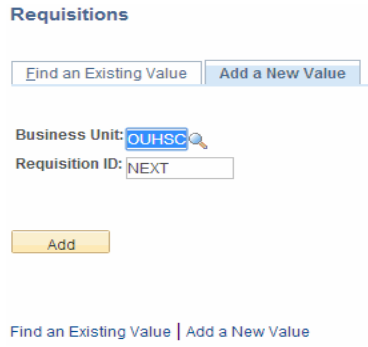 Requisitions
Find an Existing Value Add a New Value
Business Unit: OUHSC
Requisition ID: NEXT
Add
Find an Existing Value | Add a New Value